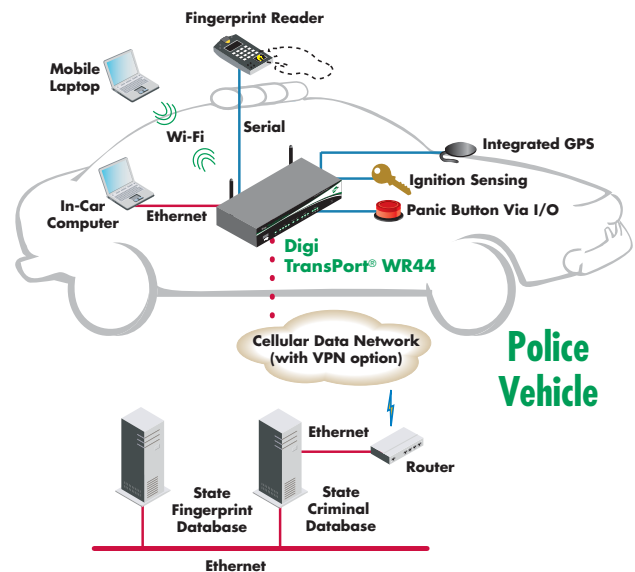 Fingerprint Reader
Mobile
Laptop
Wi-Fi
Serial
Integrated GPS
Ignition Sensing
In-Car
Computer
Ethernet
Panic Button Via I/O
Digi
TransPort® WR44
Cellular Data Network
(with VPN option)
Police
Vehicle
Ethernet
Router
State
Fingerprint
Database
State
Criminal
Database
Ethernet